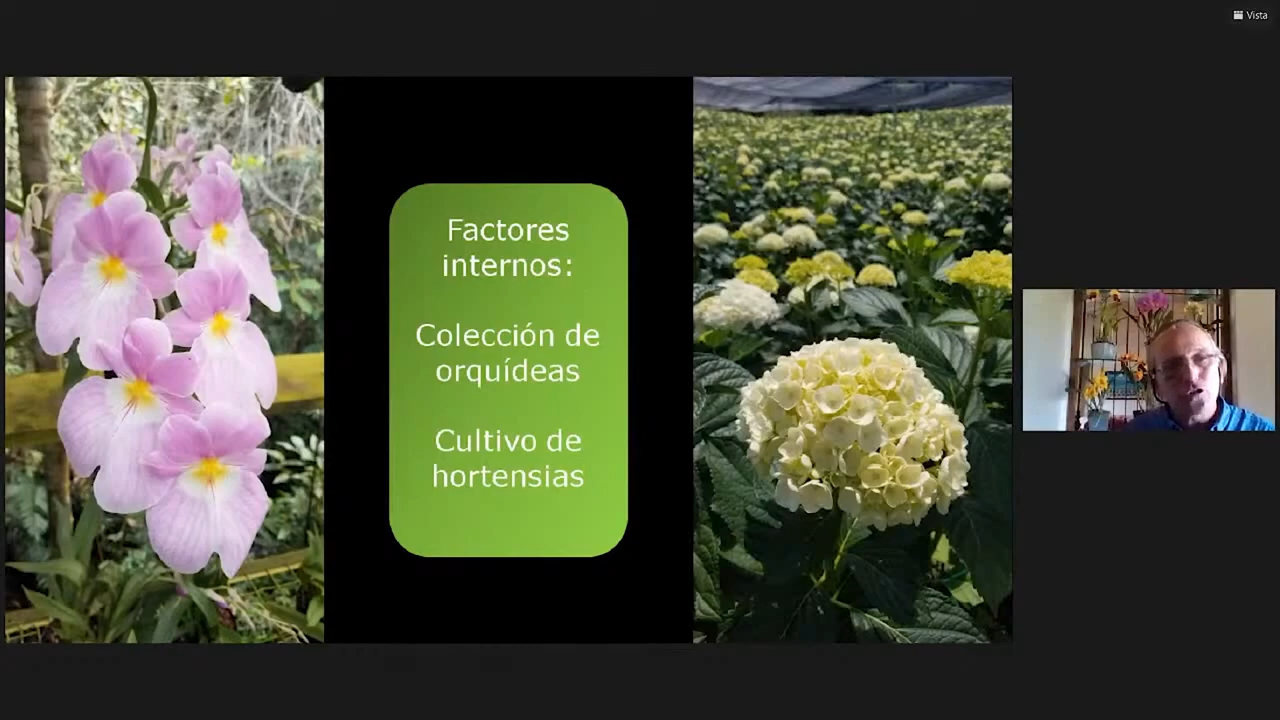 Vista
Factores
internos:
Colección de
orquídeas
Cultivo de
hortensias